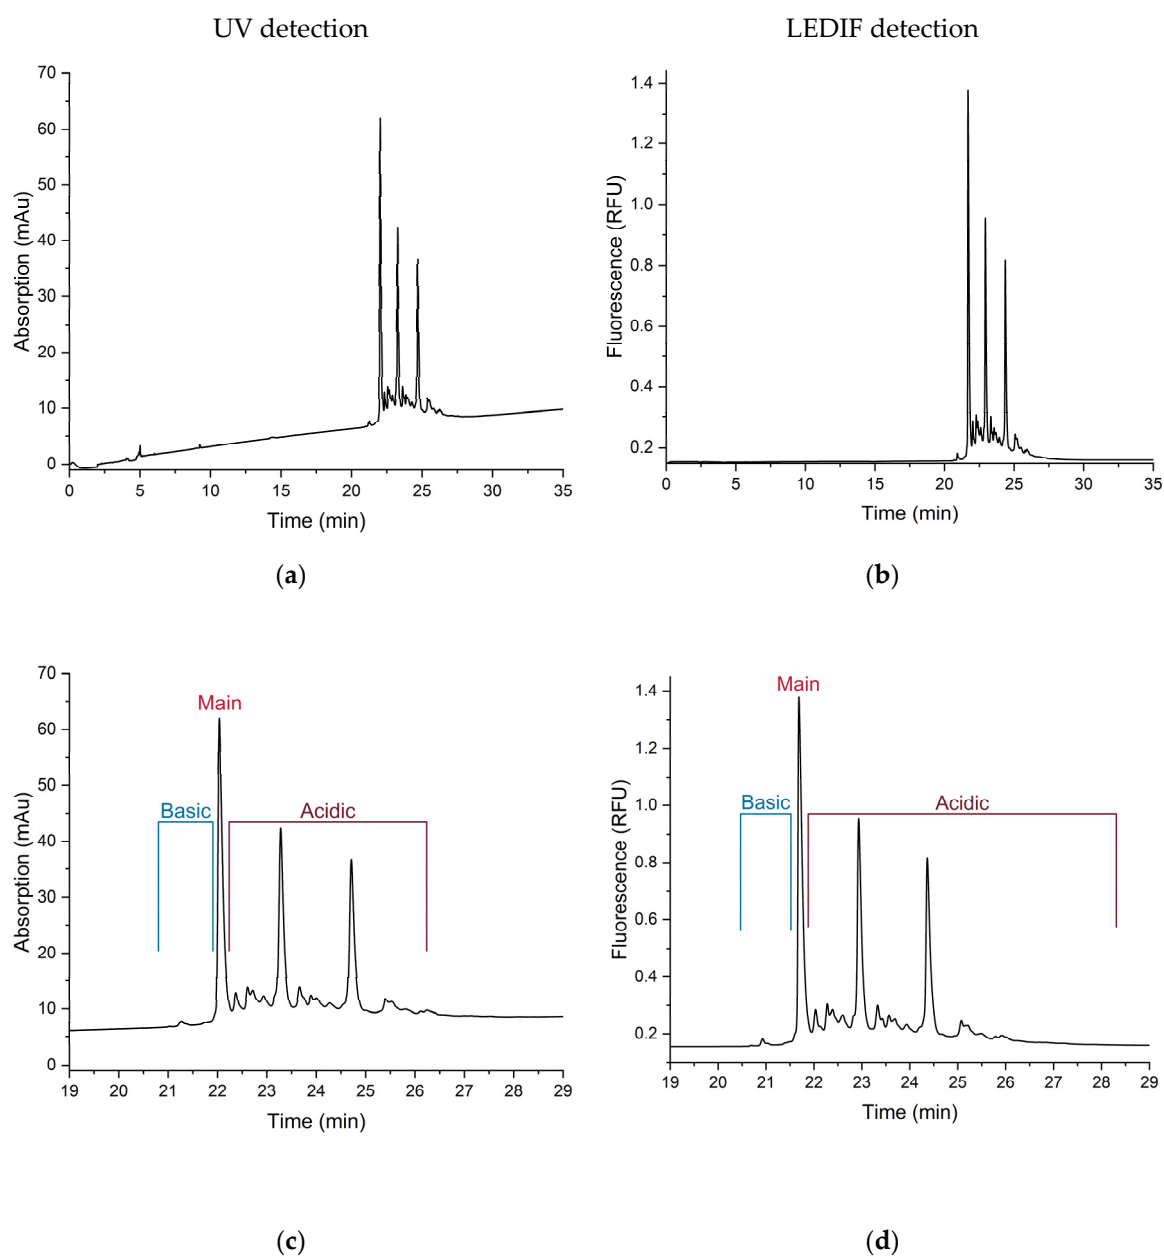 UV detection
LEDIF detection
70
60
50
40
30
20
10
0
Absorption (mAu)
0 5 10 15 20 25 30 35
Time (min)
(a)
1.4
1.2
1.0
0.8
0.6
0.4
0.2
Fluorescence (RFU)
0 5 10 15 20 25 30 35
Time (min)
(b)
70
60
50
40
30
20
10
0
Absorption (mAu)
Main
Basic
Acidic
19 20 21 22 23 24 25 26 27 28 29
Time (min)
(c)
1.4
1.2
1.0
0.8
0.6
0.4
0.2
Fluorescence (RFU)
Main
Basic
Acidic
19 20 21 22 23 24 25 26 27 28 29
Time (min)
(d)